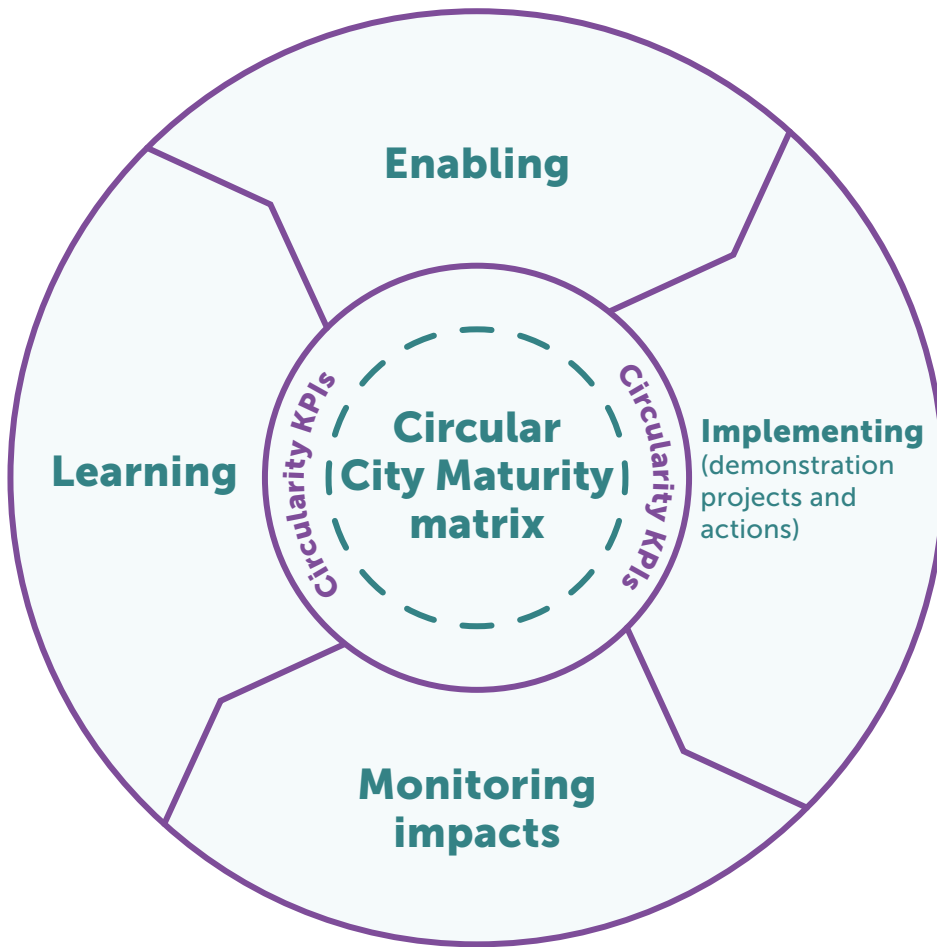 Enabling
Circularity KPIs
Circularity KPIs
Circular
City Maturity
matrix
Learning
Implementing
(demonstration
projects and
actions)
Monitoring
impacts